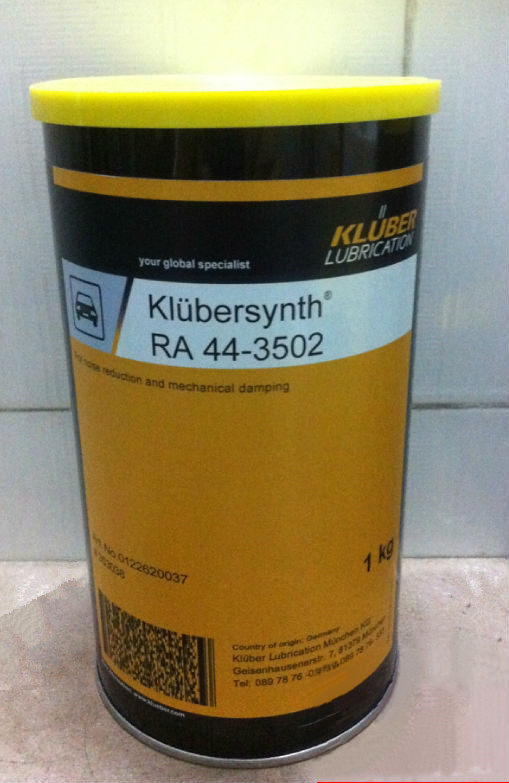 KLÜBER
LUBRICATION
your global specialist
Klübersynth®
RA 44-3502
For noise reduction and mechanical damping
Art. No.0122620037
1 kg
Country of origin: Germany
Klüber Lubrication München KG
Geisenhausenerstr. 7, 81379 München
Tel: 089 78 76 -0
www.klueber.com